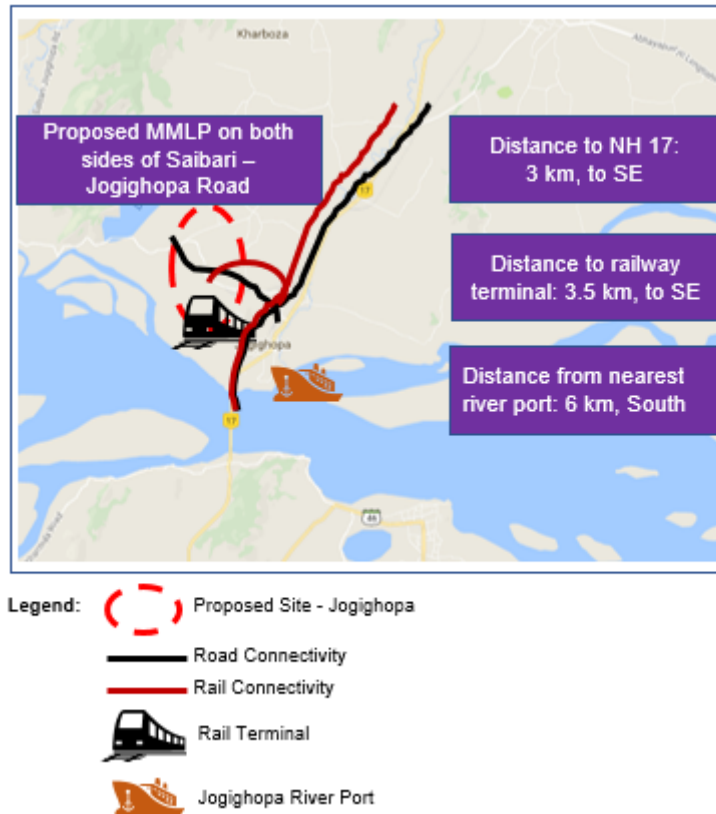 Kharboza
Abhayapuri
Proposed MMLP on both
sides of Saibari –
Jogighopa Road
Distance to NH 17:
3 km, to SE
17
Distance to railway
terminal: 3.5 km, to SE
Distance from nearest
river port: 6 km, South
17
46
Legend:
Proposed Site - Jogighopa
Road Connectivity
Rail Connectivity
Rail Terminal
Jogighopa River Port